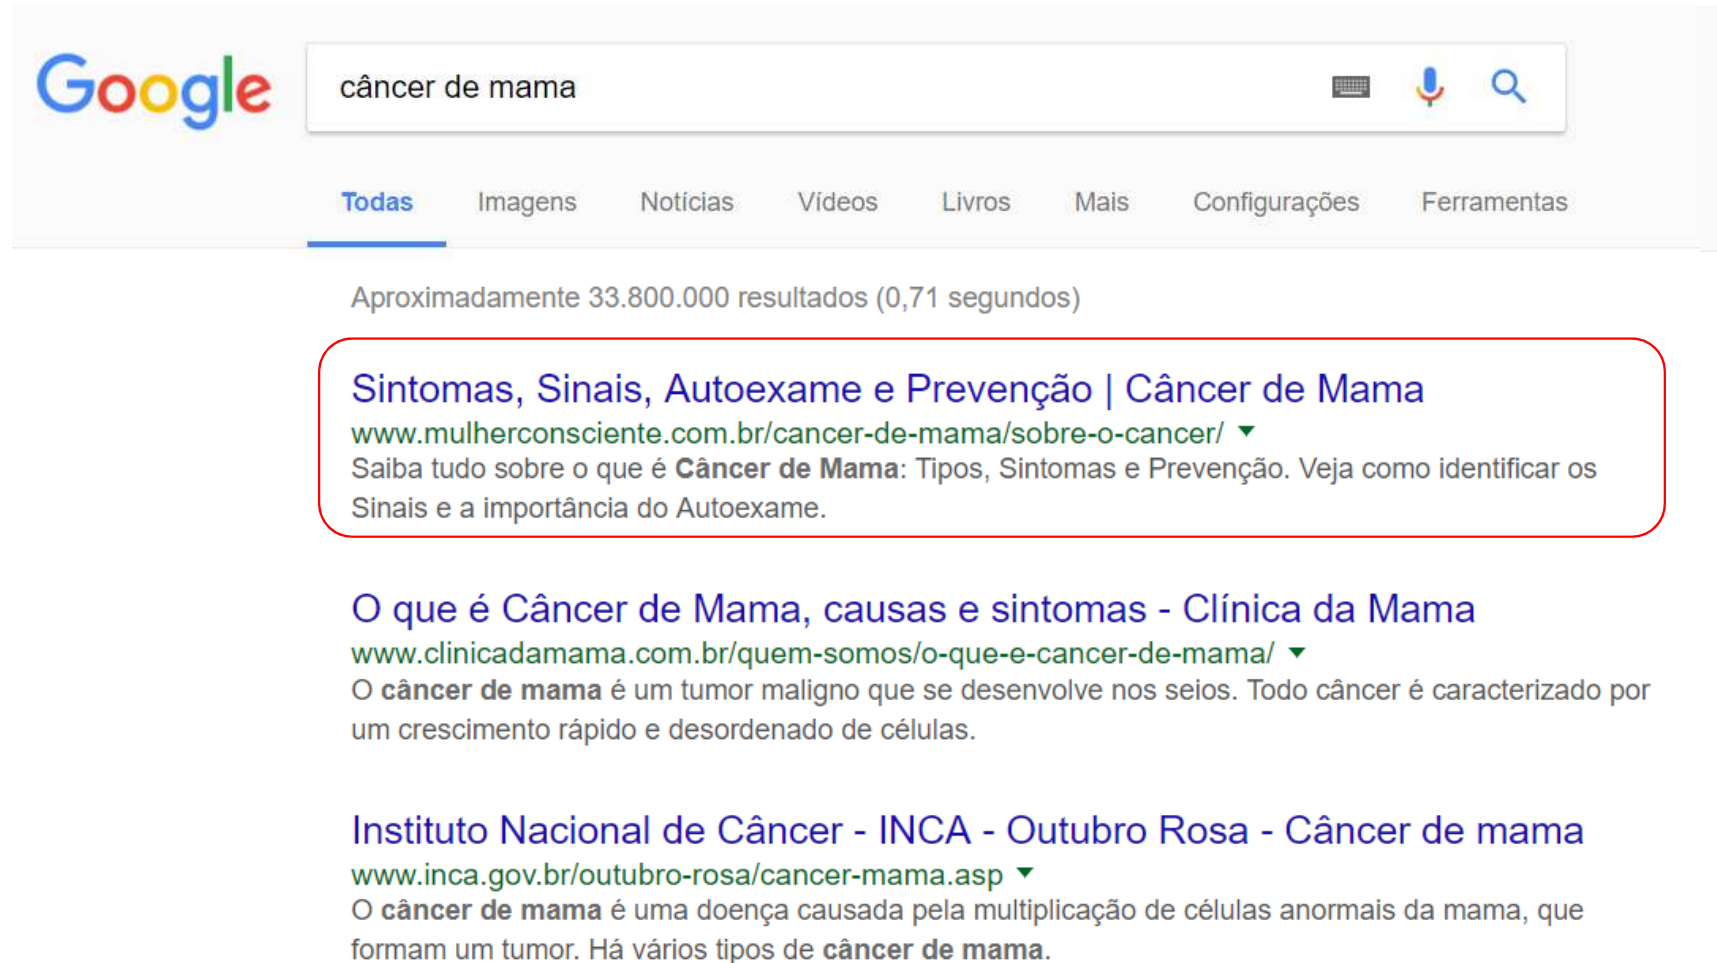 Google
câncer de mama
Todas Imagens Notícias Vídeos Livros Mais Configurações Ferramentas
Aproximadamente 33.800.000 resultados (0,71 segundos)
Sintomas, Sinais, Autoexame e Prevenção | Câncer de Mama
www.mulherconsciente.com.br/cancer-de-mama/sobre-o-cancer/
Saiba tudo sobre o que é Câncer de Mama: Tipos, Sintomas e Prevenção. Veja como identificar os
Sinais e a importância do Autoexame.
O que é Câncer de Mama, causas e sintomas - Clínica da Mama
www.clinicadamama.com.br/quem-somos/o-que-e-cancer-de-mama/
O câncer de mama é um tumor maligno que se desenvolve nos seios. Todo câncer é caracterizado por
um crescimento rápido e desordenado de células.
Instituto Nacional de Câncer - INCA - Outubro Rosa - Câncer de mama
www.inca.gov.br/outubro-rosa/cancer-mama.asp
O câncer de mama é uma doença causada pela multiplicação de células anormais da mama, que
formam um tumor. Há vários tipos de câncer de mama.